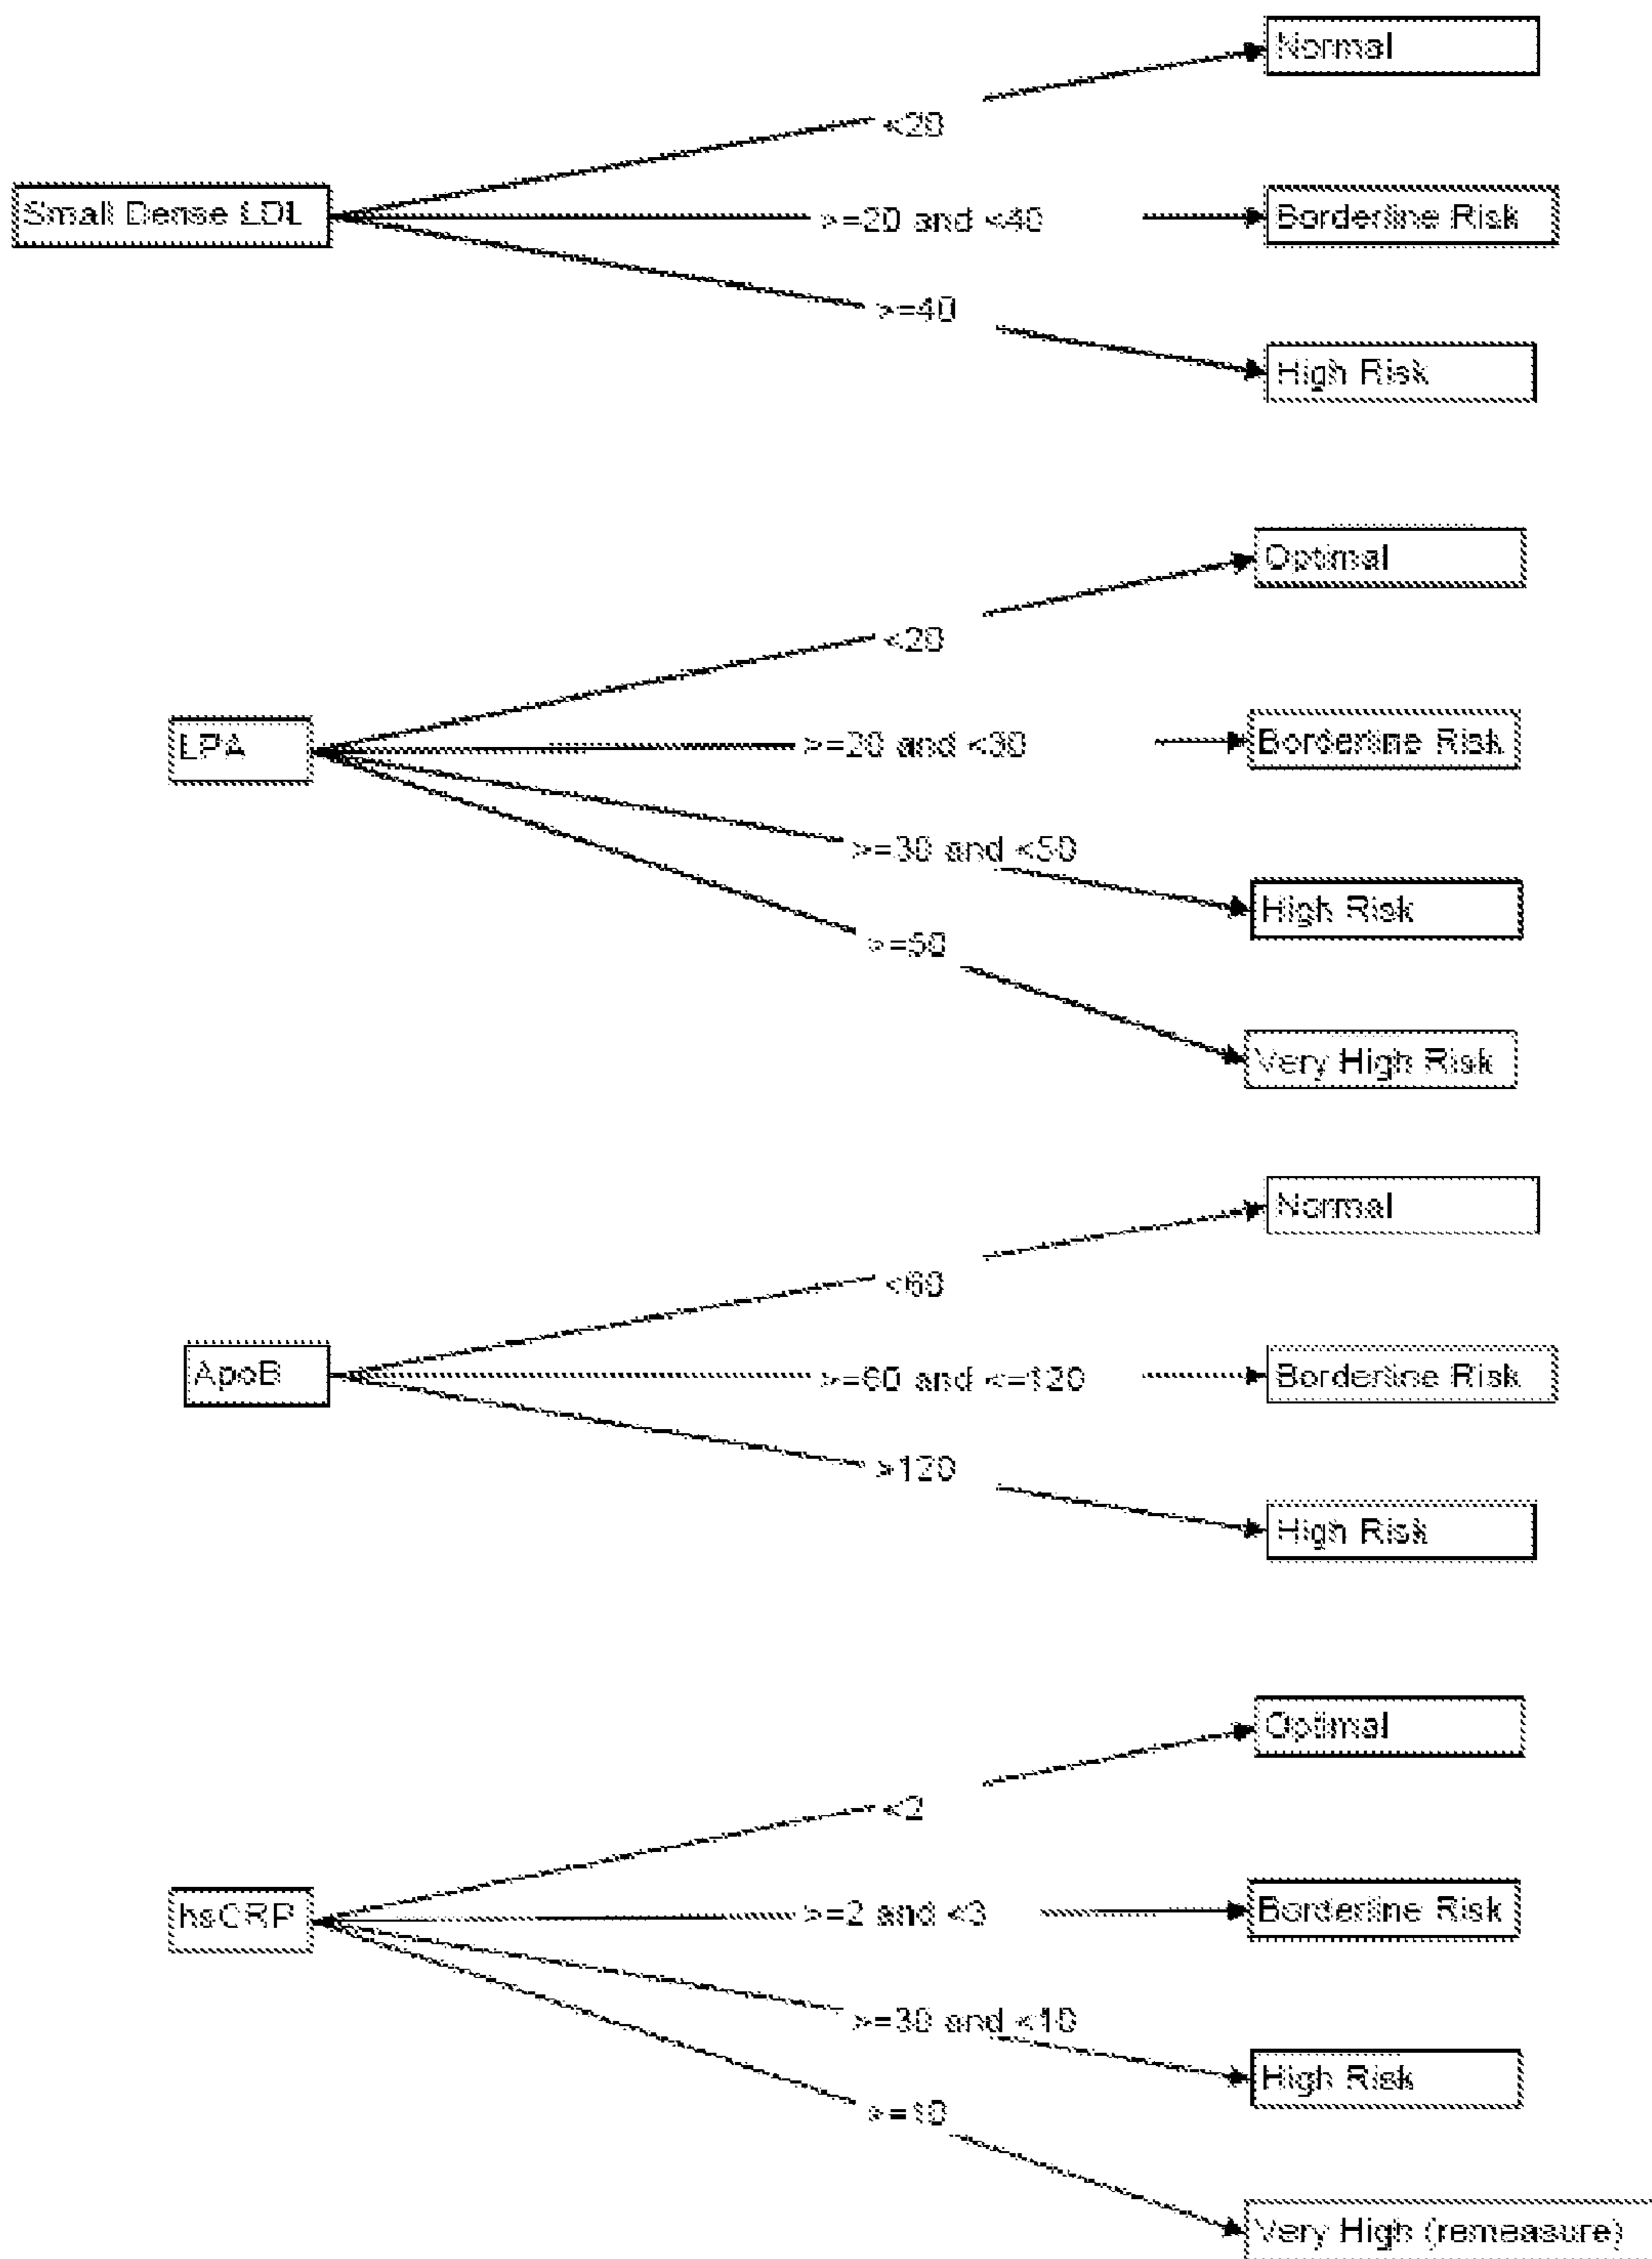 Normal
<20
Small Dense LDL
>=20 and <40
Borderline Risk
>=40
High Risk
Optimal
<20
LPA
>=20 and <30
Borderline Risk
>=30 and <50
High Risk
>=50
Very High Risk
Normal
<60
ApoB
>=60 and <=120
Borderline Risk
>120
High Risk
Optimal
<2
hsCRP
>=2 and <3
Borderline Risk
>=30 and <10
High Risk
>=10
Very High (remeasure)